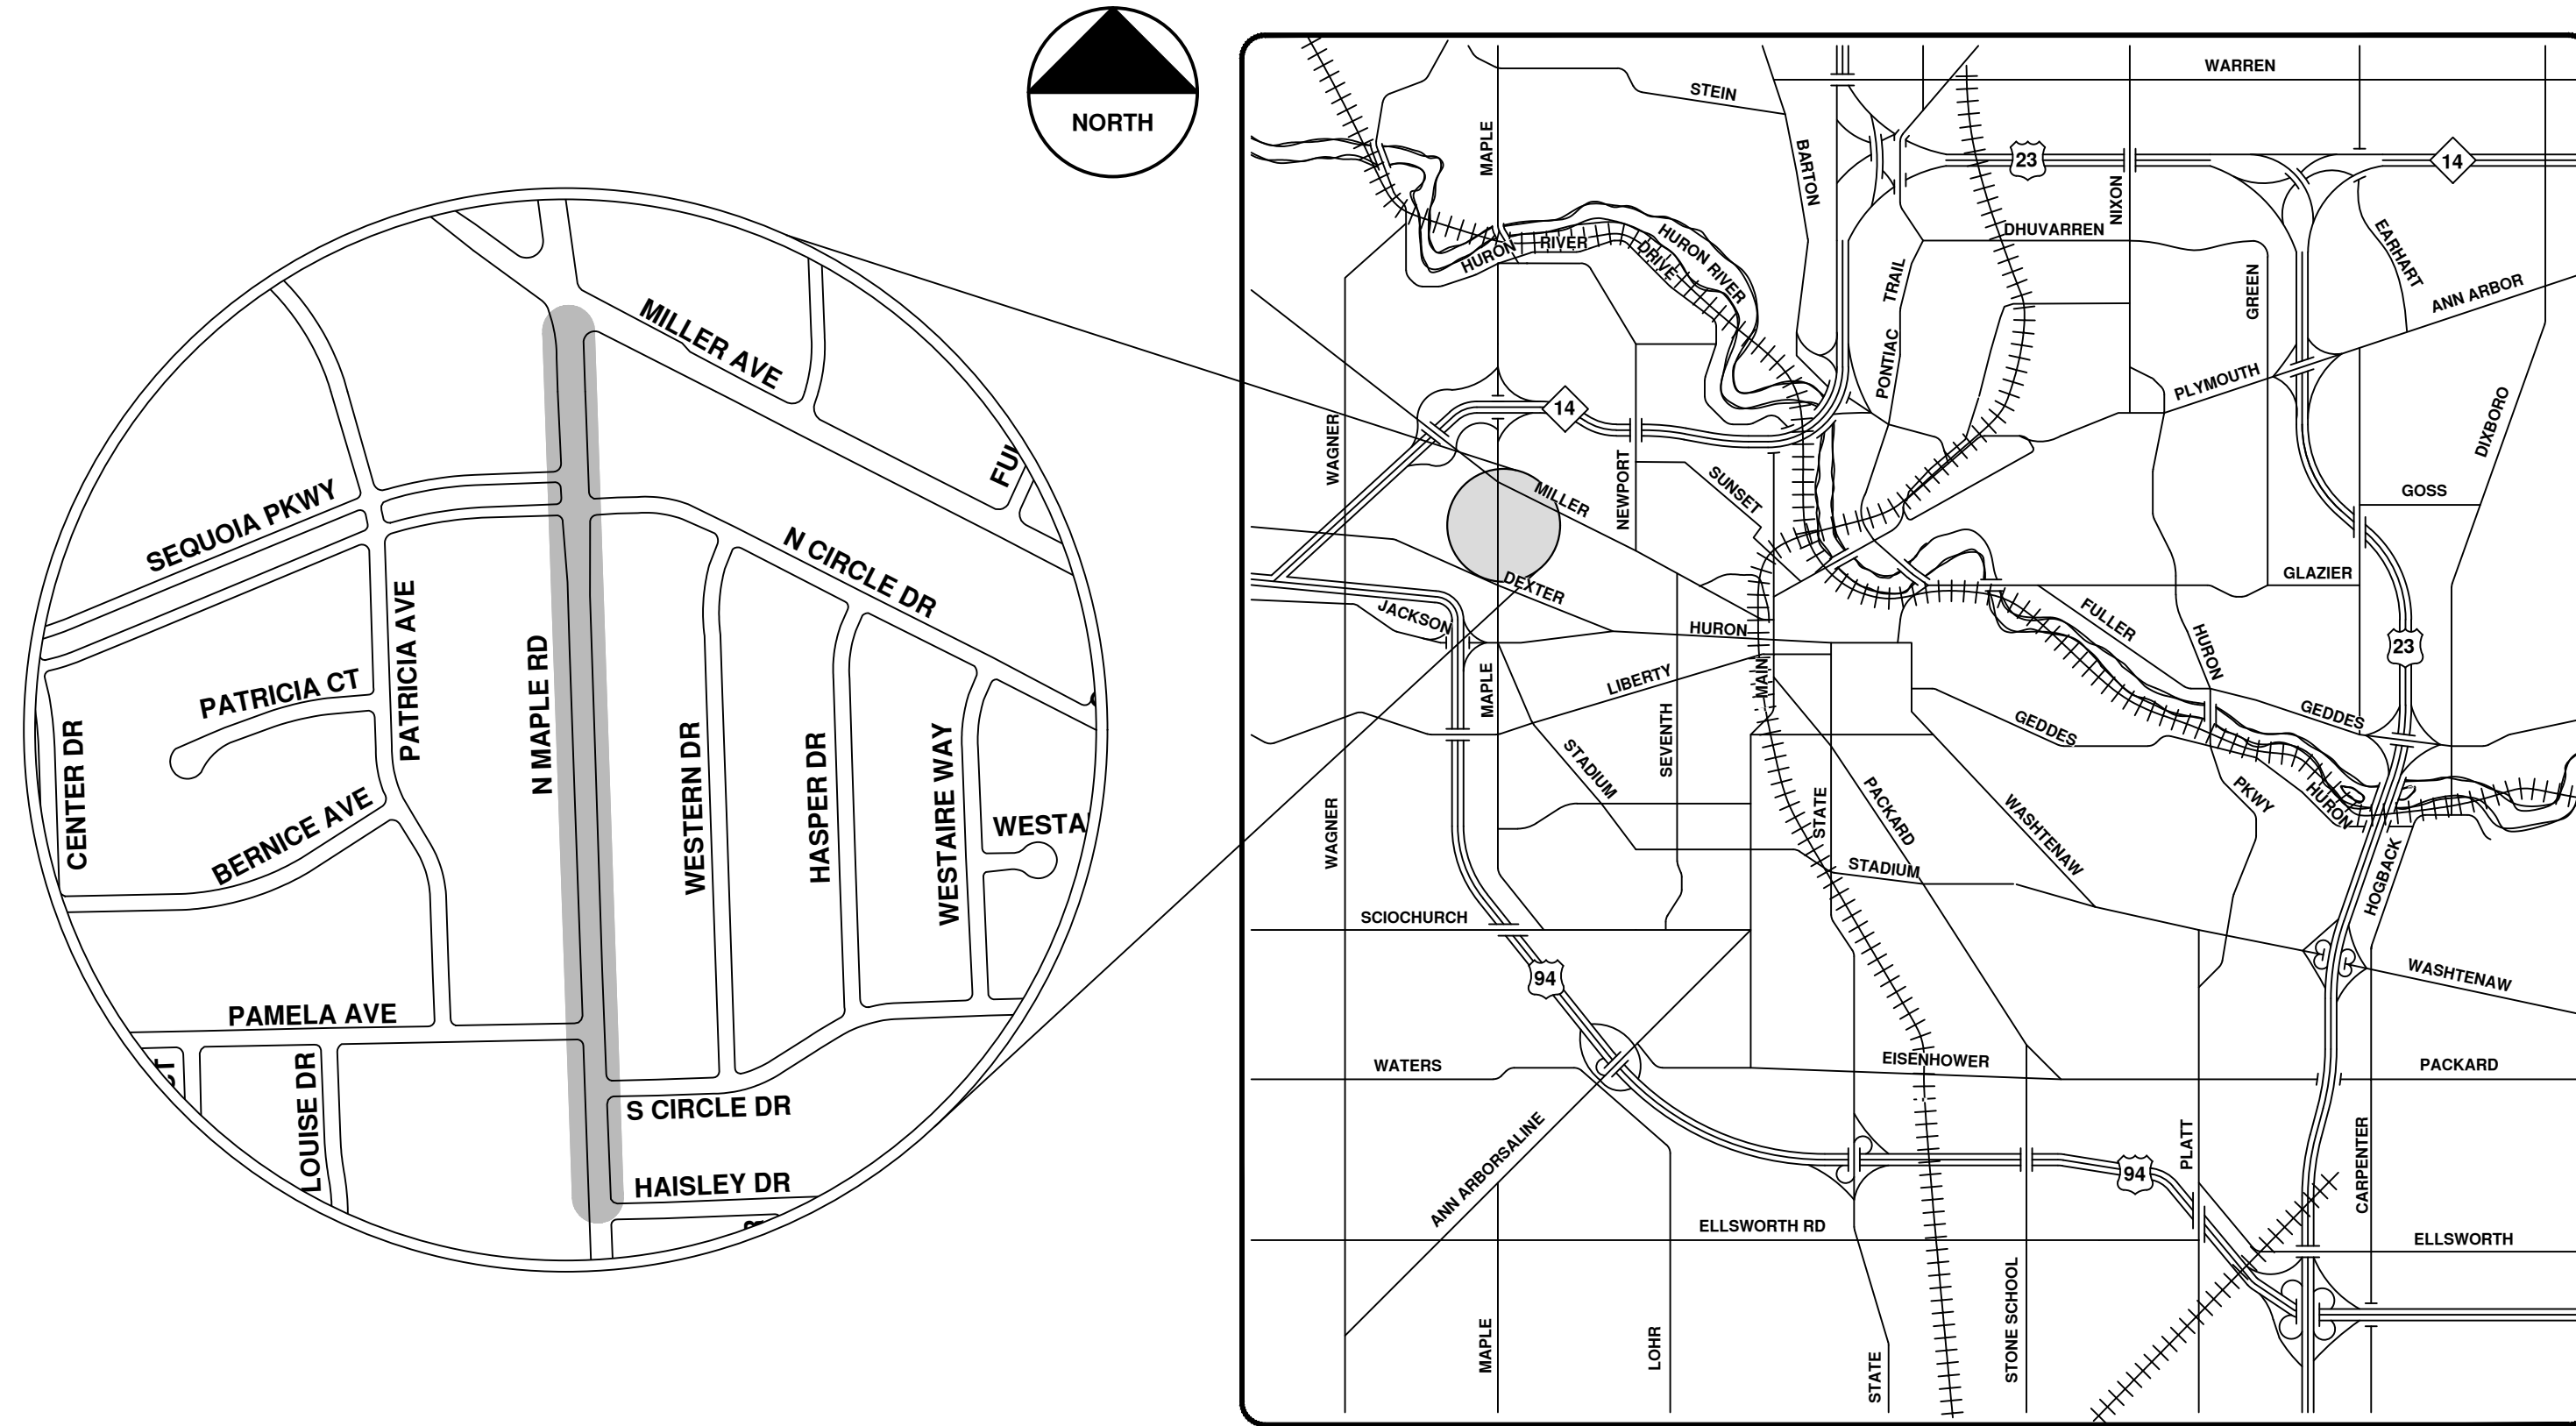 NORTH
MILLER AVE
SEQUOIA PKWY
N CIRCLE DR
PATRICIA AVE
PATRICIA CT
N MAPLE RD
CENTER DR
BERNICE AVE
WESTERN DR
HASPER DR
WESTAIRE WAY
WESTA
PAMELA AVE
LOUISE DR
S CIRCLE DR
HAISLEY DR
WARREN
STEIN
MAPLE
BARTON
23
14
NIXON
DHUVARREN
EARHART
HURON
RIVER
DRIVE
HURON RIVER
TRAIL
PONTIAC
GREEN
ANN ARBOR
PLYMOUTH
DIXBORO
14
WAGNER
NEWPORT
SUNSET
MILLER
GOSS
GLAZIER
DEXTER
JACKSON
HURON
FULLER
HURON
23
LIBERTY
MAIN
MAPLE
SEVENTH
STADIUM
GEDDES
GEDDES
WAGNER
STATE
PACKARD
WASHTENAW
PKWY
HURON
STADIUM
HOGBACK
SCIOCHURCH
94
WASHTENAW
WATERS
EISENHOWER
PACKARD
ANN ARBORSALINE
PLATT
CARPENTER
94
ELLSWORTH RD
ELLSWORTH
MAPLE
LOHR
STATE
STONE SCHOOL